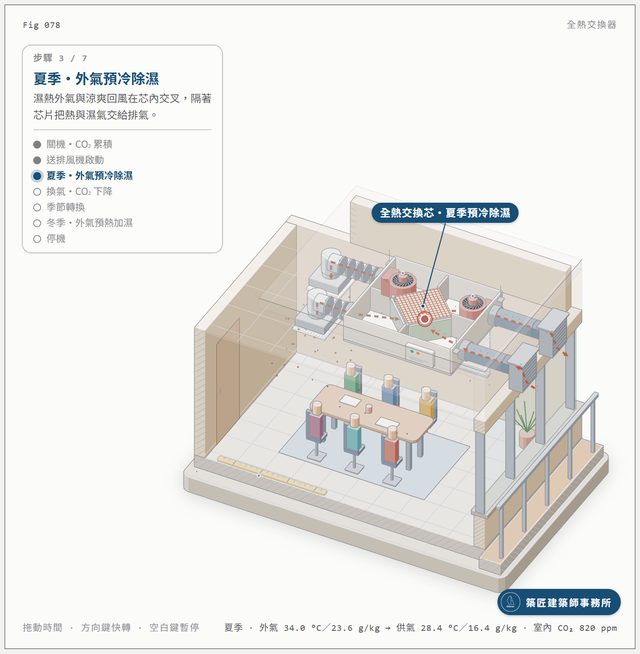 Fig 078
全熱交換器
步驟 3 / 7
夏季・外氣預冷除濕
濕熱外氣與涼爽回風在芯內交叉，隔著
芯片把熱與濕氣交給排氣。
關機・CO₂ 累積
送排風機啟動
夏季・外氣預冷除濕
換氣・CO₂ 下降
季節轉換
冬季・外氣預熱加濕
停機
全熱交換芯・夏季預冷除濕
築匠建築師事務所
拖動時間 · 方向鍵快轉 · 空白鍵暫停
夏季 · 外氣 34.0 °C／23.6 g/kg → 供氣 28.4 °C／16.4 g/kg · 室內 CO₂ 820 ppm